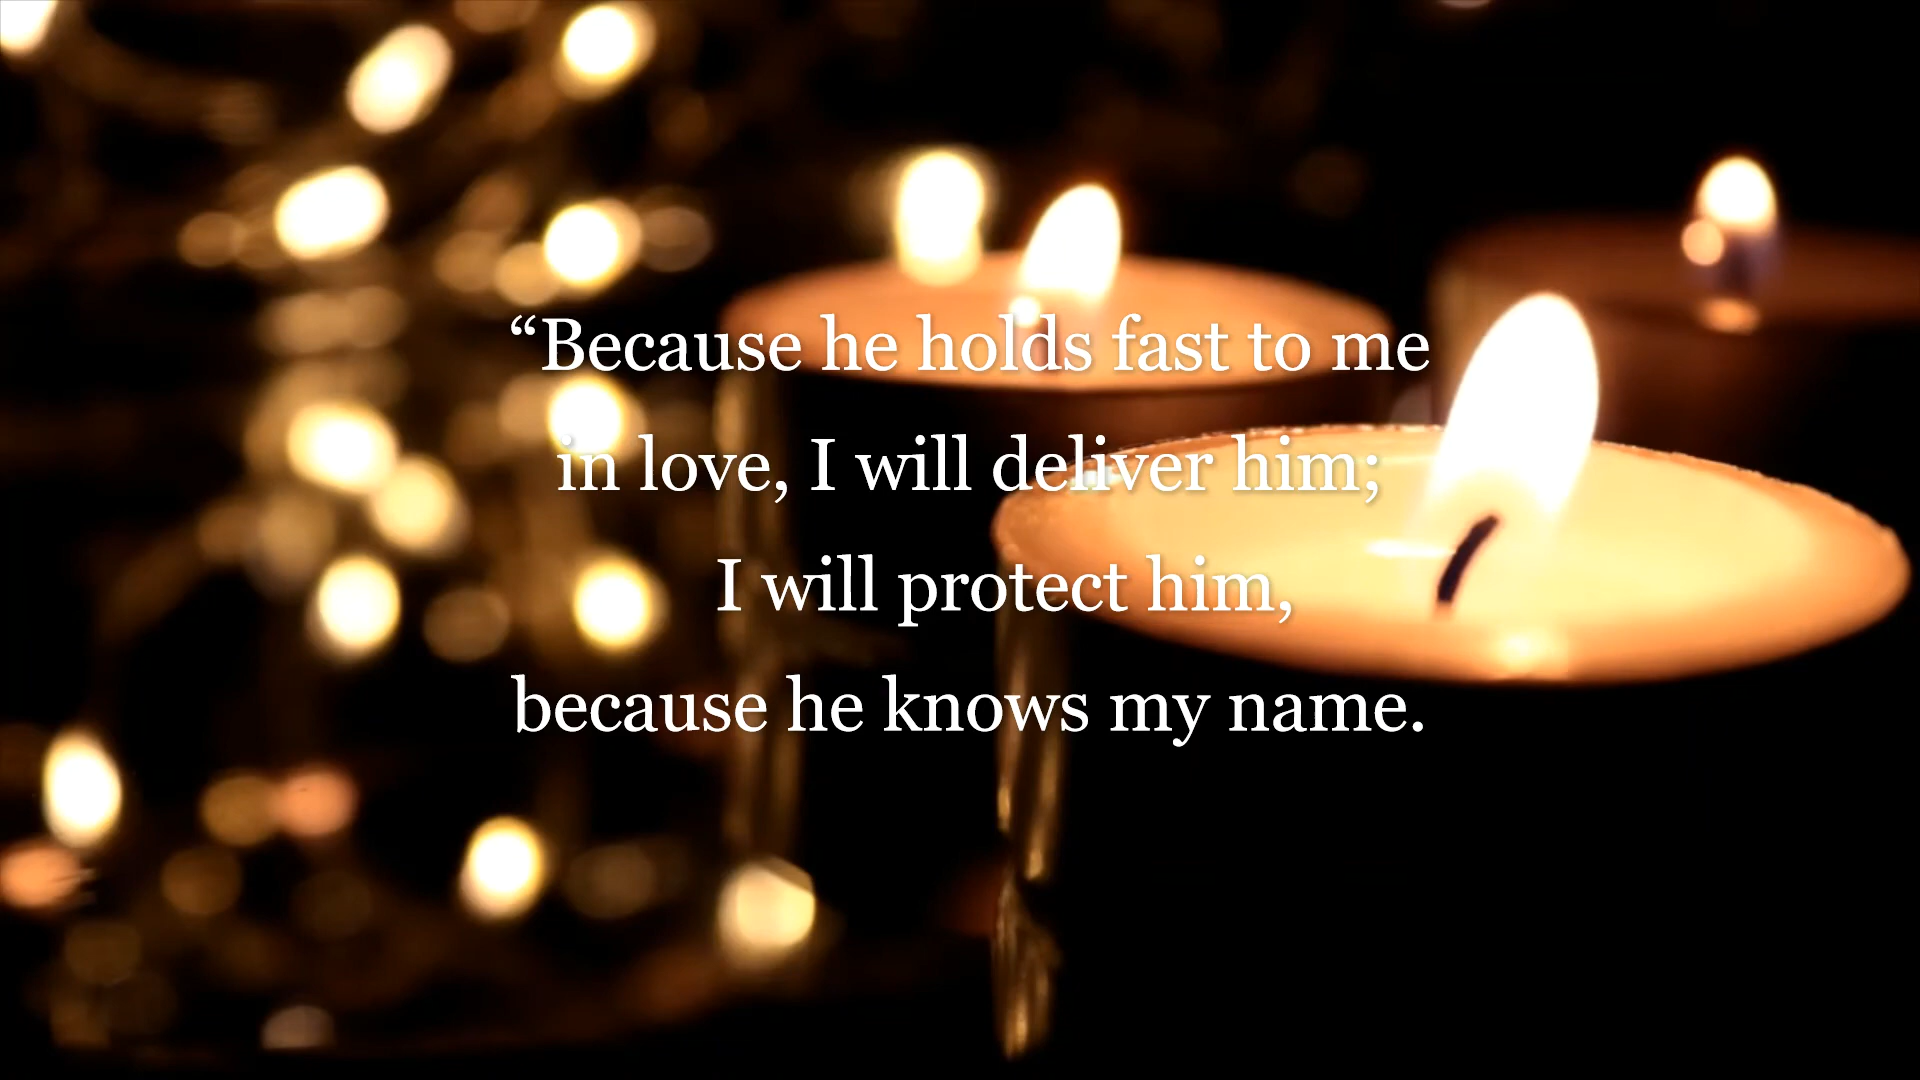 “Because he holds fast to me
in love, I will deliver him;
I will protect him,
because he knows my name.